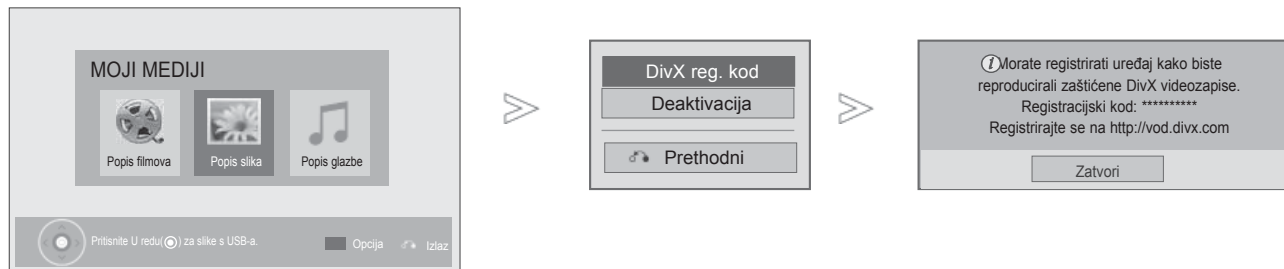 MOJI MEDIJI
Popis filmova
Popis slika
Popis glazbe
Pritisnite U redu(◉) za slike s USB-a.
Opcija
Izlaz
DivX reg. kod
Deaktivacija
Prethodni
Morate registrirati uređaj kako biste
reproducirali zaštićene DivX videozapise.
Registracijski kod: **********
Registrirajte se na http://vod.divx.com
Zatvori